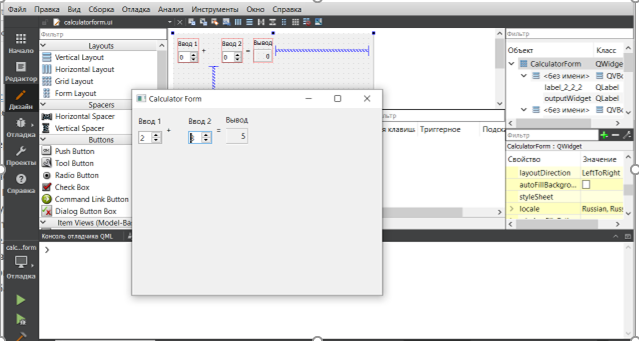 Файл Правка Вид Сборка Отладка Анализ Инструменты Окно Справка
calculatorform.ui
Начало
Редактор
Дизайн
Отладка
Проекты
Справка
calc...form
Отладка
Фильтр
Layouts
Vertical Layout
Horizontal Layout
Grid Layout
Form Layout
Spacers
Horizontal Spacer
Vertical Spacer
Buttons
Push Button
Tool Button
Radio Button
Check Box
Command Link Button
Dialog Button Box
Item Views (Model-Ba
Консоль отладчика QML
Ввод 1 Ввод 2 Вывод
0 + 0 = 0
Calculator Form
Ввод 1 Ввод 2 Вывод
2 + = 5
клавиш Триггерное Подск
Фильтр
Объект Класс
CalculatorForm QWidge
<без имени> QVBo
label_2_2_2 QLabel
outputWidget QLabel
<без имени> QVBo
Фильтр
CalculatorForm : QWidget
Свойство Значение
layoutDirection LeftToRight
autoFillBackgro...
styleSheet
locale Russian, Russ